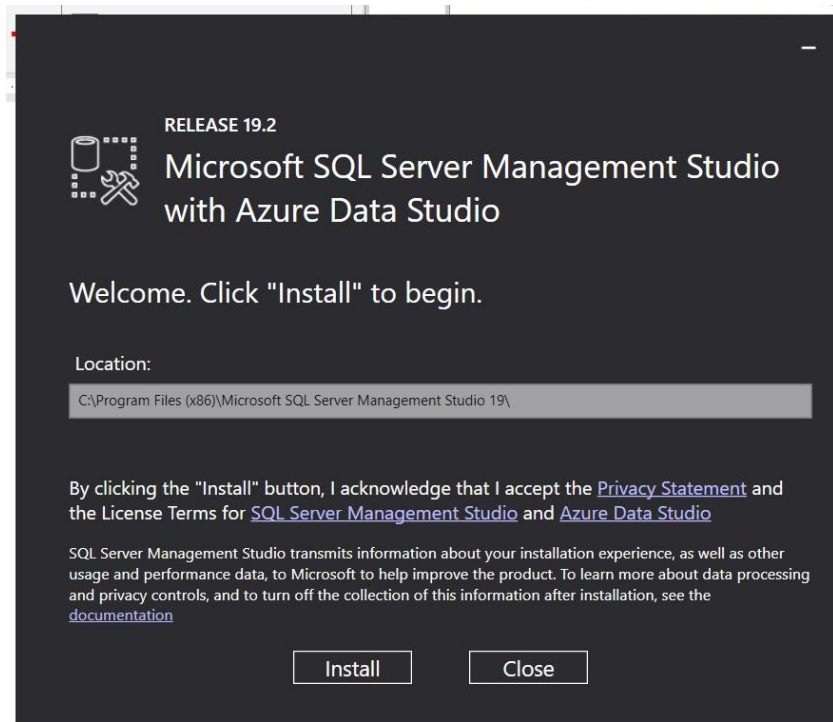 RELEASE 19.2
Microsoft SQL Server Management Studio
with Azure Data Studio
Welcome. Click "Install" to begin.
Location:
C:\Program Files (x86)\Microsoft SQL Server Management Studio 19\
By clicking the "Install" button, I acknowledge that I accept the Privacy Statement and
the License Terms for SQL Server Management Studio and Azure Data Studio
SQL Server Management Studio transmits information about your installation experience, as well as other
usage and performance data, to Microsoft to help improve the product. To learn more about data processing
and privacy controls, and to turn off the collection of this information after installation, see the
documentation
Install Close